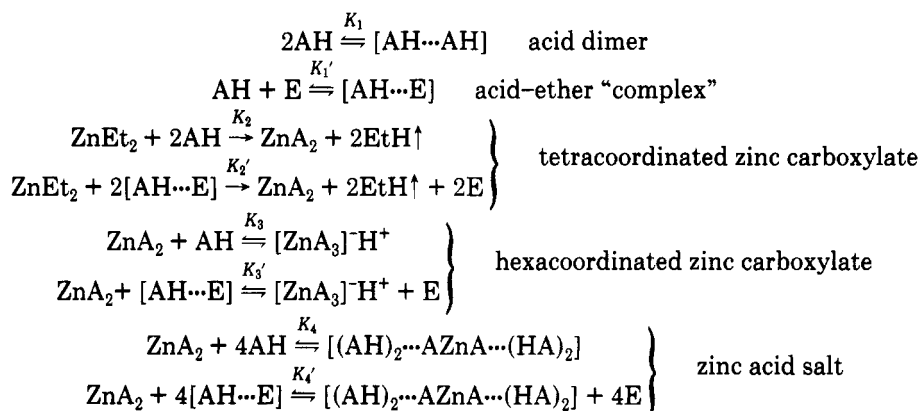 2AH ⇌ [AH···AH] K₁ acid dimer
AH + E ⇌ [AH···E] K₁′ acid–ether “complex”
ZnEt₂ + 2AH → ZnA₂ + 2EtH↑ K₂
ZnEt₂ + 2[AH···E] → ZnA₂ + 2EtH↑ + 2E K₂′
tetracoordinated zinc carboxylate
ZnA₂ + AH ⇌ [ZnA₃]⁻H⁺ K₃
ZnA₂+ [AH···E] ⇌ [ZnA₃]⁻H⁺ + E K₃′
hexacoordinated zinc carboxylate
ZnA₂ + 4AH ⇌ [(AH)₂···AZnA···(HA)₂] K₄
ZnA₂ + 4[AH···E] ⇌ [(AH)₂···AZnA···(HA)₂] + 4E K₄′
zinc acid salt